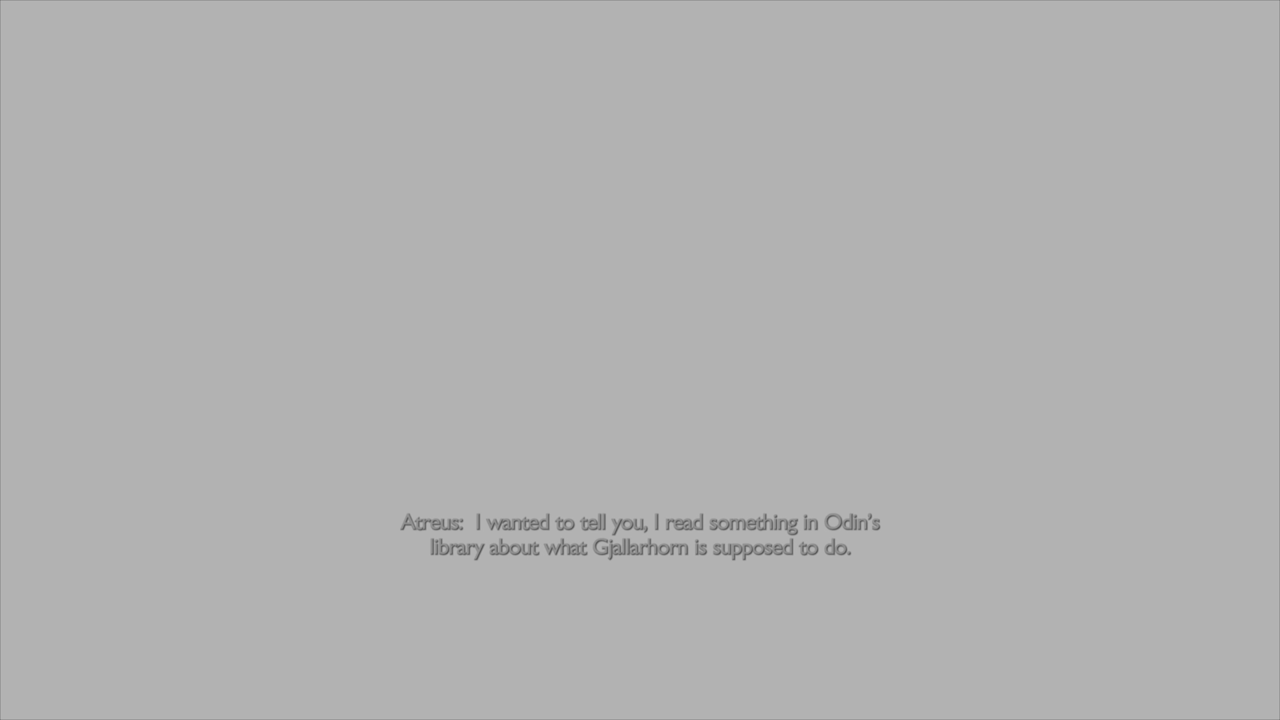 Atreus:  I wanted to tell you, I read something in Odin's
library about what Gjallarhorn is supposed to do.